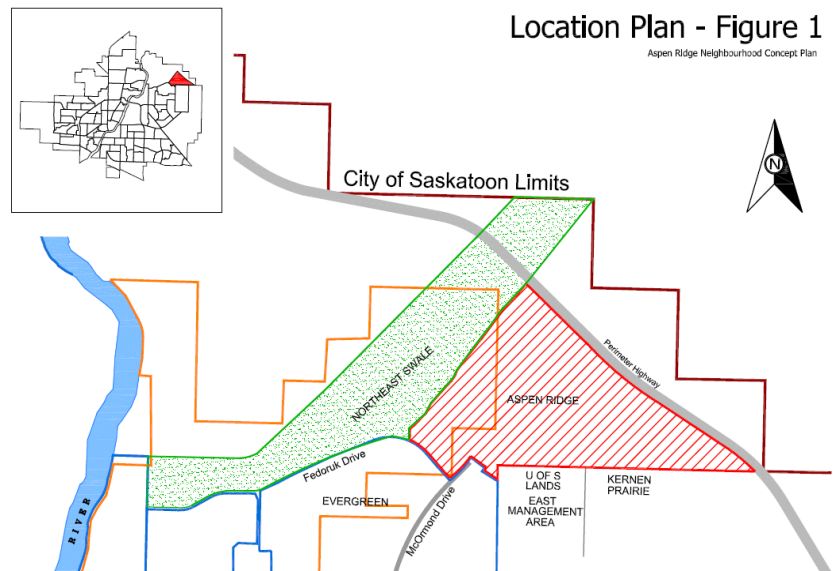 Location Plan - Figure 1
Aspen Ridge Neighbourhood Concept Plan
City of Saskatoon Limits
N
Perimeter Highway
NORTHEAST SWALE
ASPEN RIDGE
Fedoruk Drive
U OF S
LANDS
KERNEN
PRAIRIE
EVERGREEN
EAST
MANAGEMENT
AREA
McOrmond Drive
RIVER